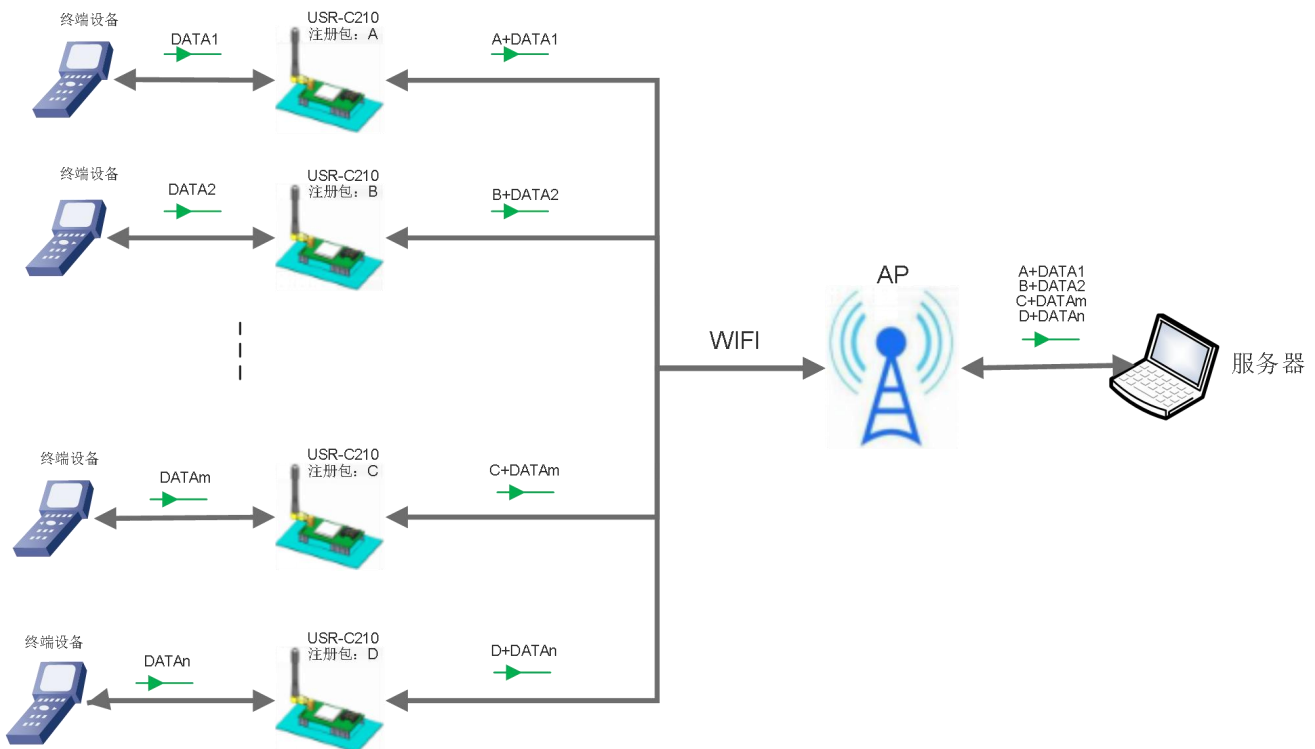 终端设备
DATA1
USR-C210
注册包：A
A+DATA1
终端设备
DATA2
USR-C210
注册包：B
B+DATA2
终端设备
DATAm
USR-C210
注册包：C
C+DATAm
终端设备
DATAn
USR-C210
注册包：D
D+DATAn
WIFI
AP
A+DATA1
B+DATA2
C+DATAm
D+DATAn
服务器